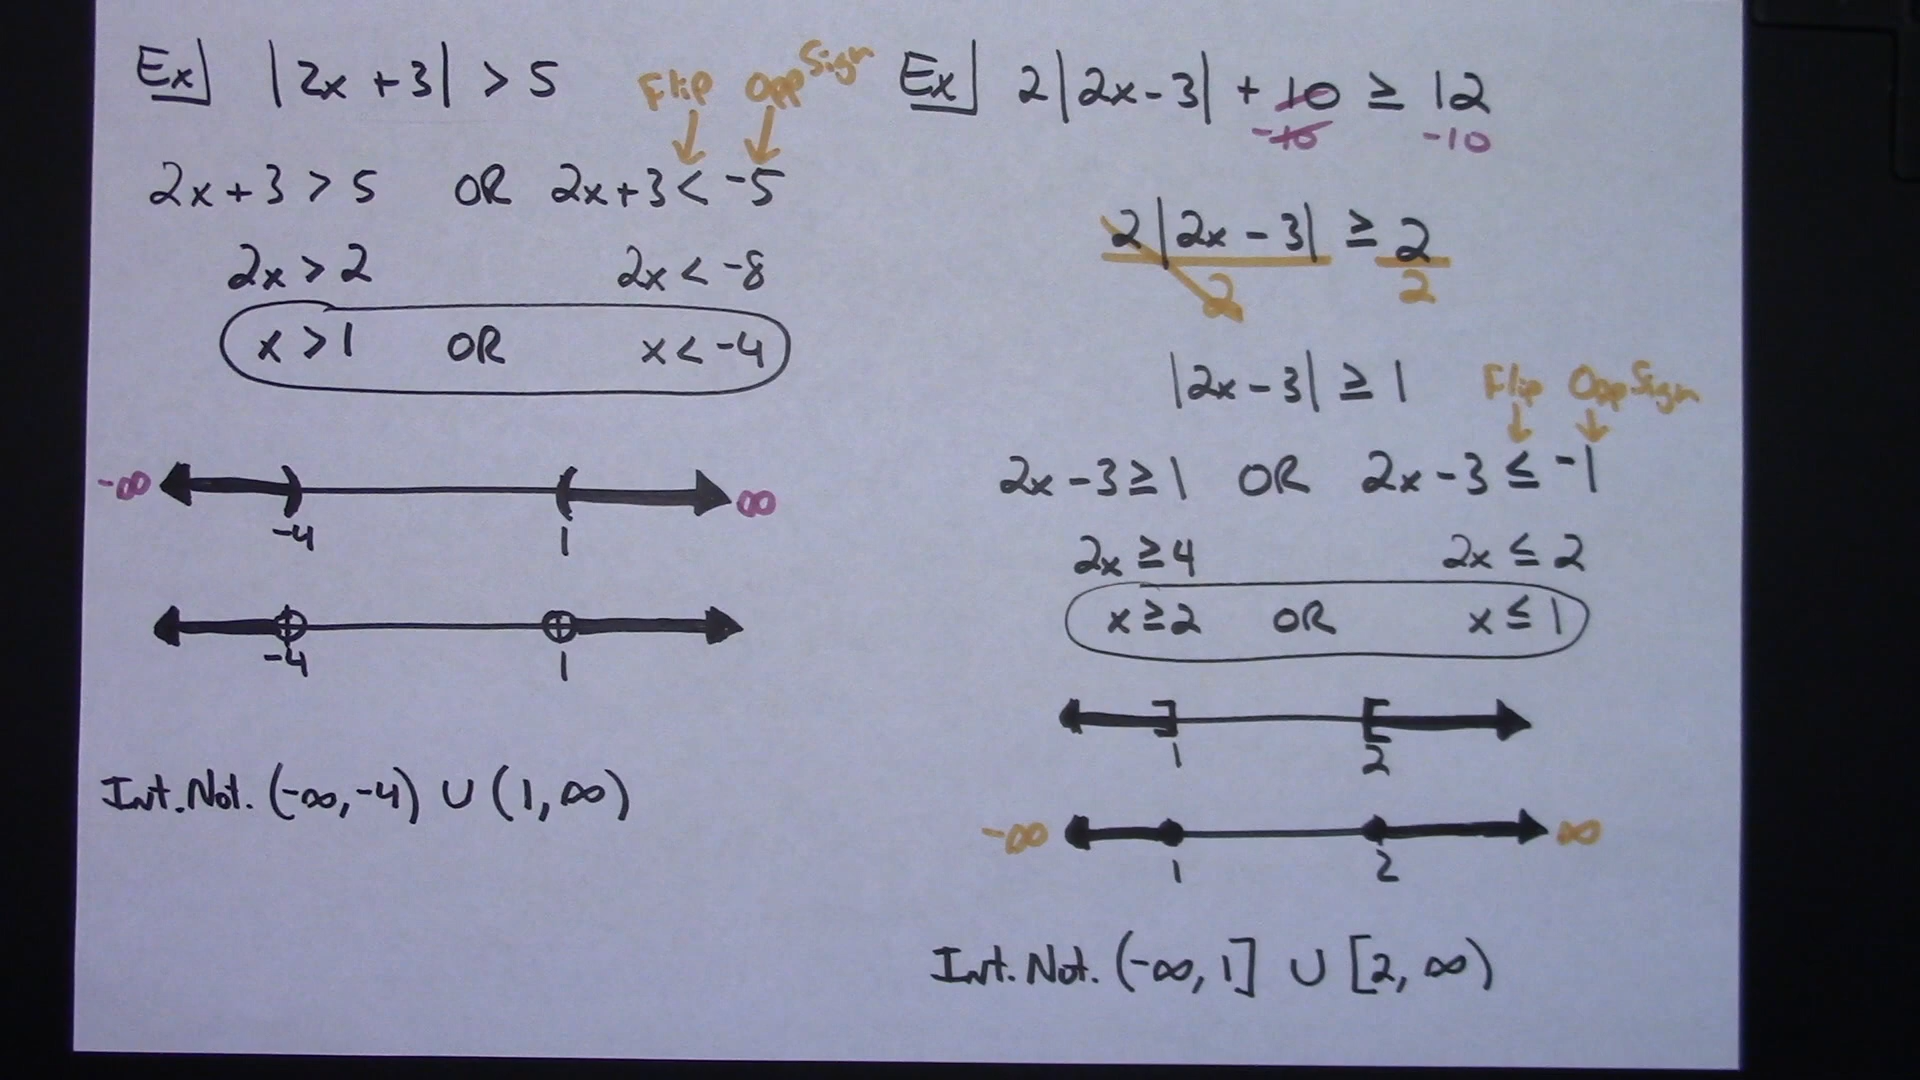 Ex] |2x + 3| > 5
Flip Opp Sign
2x + 3 > 5 OR 2x + 3 < -5
2x > 2 2x < -8
x > 1 OR x < -4
-∞ ∞
-4 1
-4 1
Int. Not. (-∞, -4) ∪ (1, ∞)
Ex] 2|2x - 3| + 10 ≥ 12
-10 -10
2|2x - 3| ≥ 2
2 2
|2x - 3| ≥ 1
Flip Opp Sign
2x - 3 ≥ 1 OR 2x - 3 ≤ -1
2x ≥ 4 2x ≤ 2
x ≥ 2 OR x ≤ 1
1 2
-∞ ∞
1 2
Int. Not. (-∞, 1] ∪ [2, ∞)